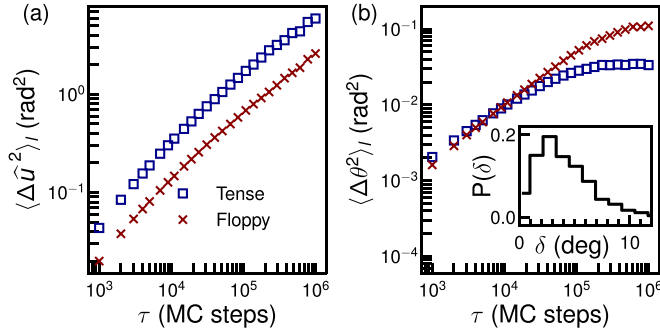 (a)
⟨Δû²⟩ₗ (rad²)
10⁰
10⁻¹
Tense
Floppy
10³ 10⁴ 10⁵ 10⁶
τ (MC steps)
(b)
⟨Δθ²⟩ₗ (rad²)
10⁻¹
10⁻²
10⁻³
10⁻⁴
P(δ)
0.2
0.0
0 10
δ (deg)
10³ 10⁴ 10⁵ 10⁶
τ (MC steps)